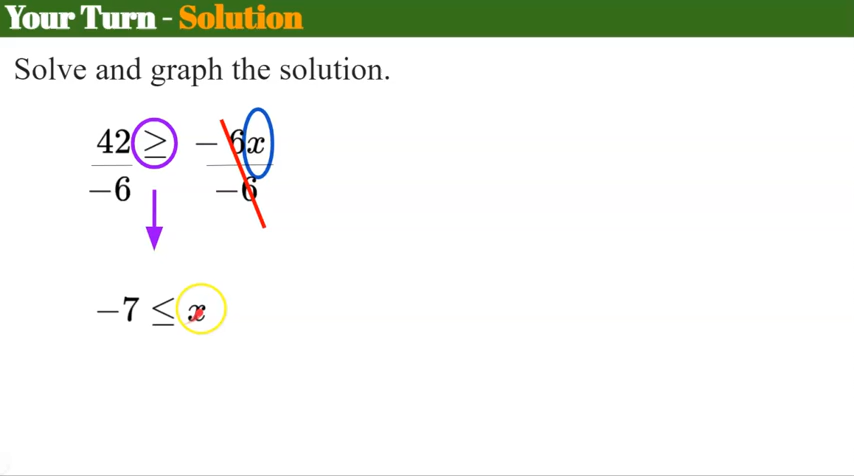 Your Turn - Solution
Solve and graph the solution.
42 ≥ −6x
−6 −6
−7 ≤ x